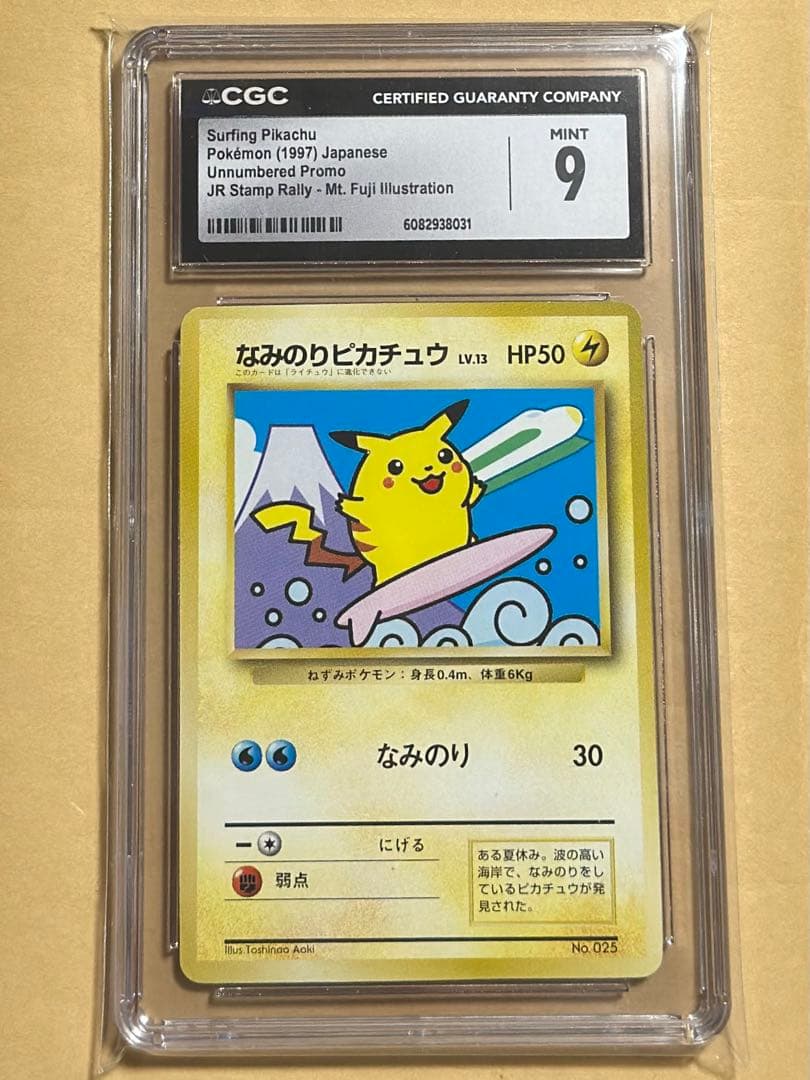 CGC CERTIFIED GUARANTY COMPANY
Surfing Pikachu
Pokémon (1997) Japanese
Unnumbered Promo
JR Stamp Rally - Mt. Fuji Illustration
MINT
9
6082938031
なみのりピカチュウ LV.13 HP50
このカードは「ライチュウ」に進化できない
ねずみポケモン：身長0.4m、体重6Kg
なみのり 30
にげる
弱点
ある夏休み。波の高い
海岸で、なみのりをし
ているピカチュウが発
見された。
Illus.Toshinao Aoki No. 025